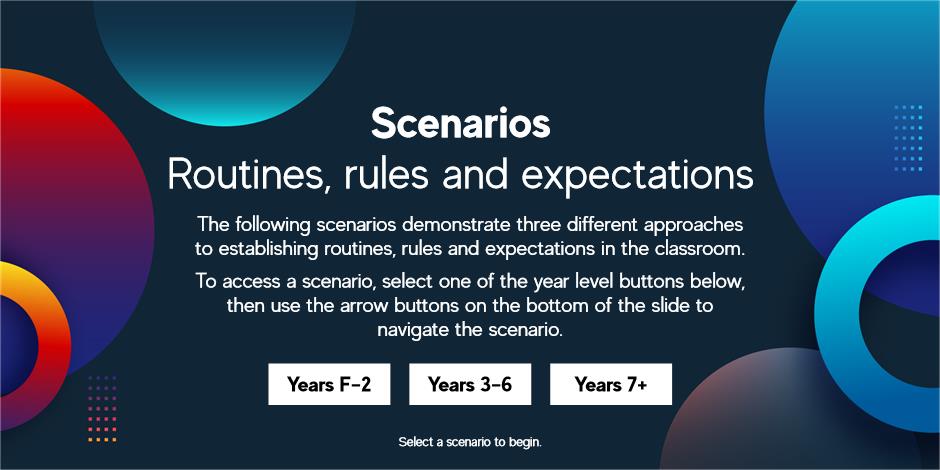 Scenarios
Routines, rules and expectations
The following scenarios demonstrate three different approaches
to establishing routines, rules and expectations in the classroom.
To access a scenario, select one of the year level buttons below,
then use the arrow buttons on the bottom of the slide to
navigate the scenario.
Years F–2
Years 3–6
Years 7+
Select a scenario to begin.